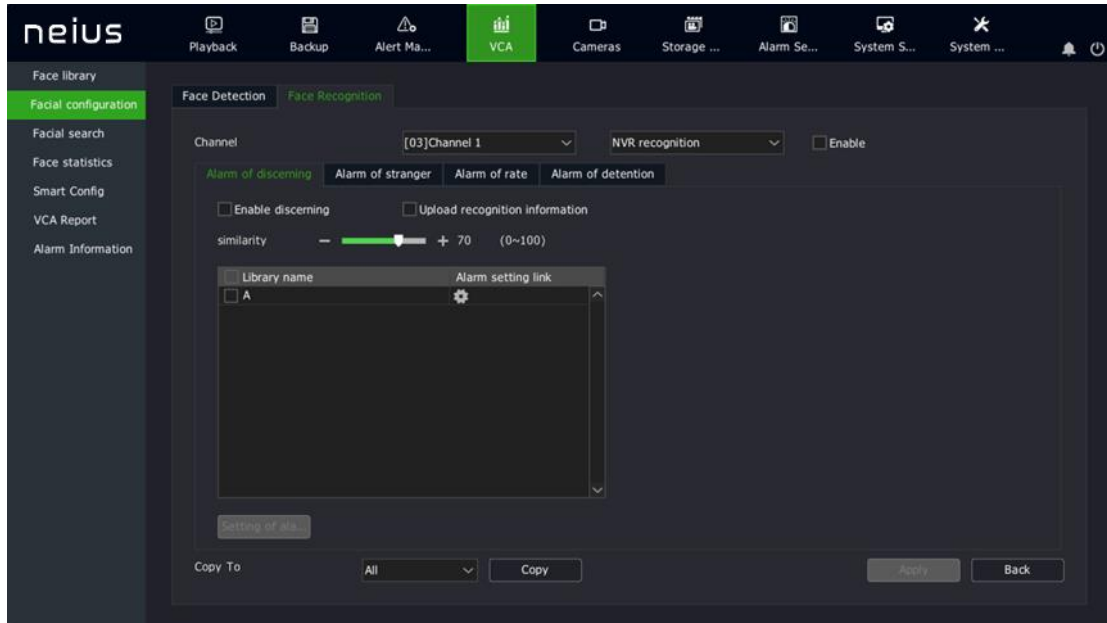 neius
Playback Backup Alert Ma... VCA Cameras Storage ... Alarm Se... System S... System ...
Face library
Facial configuration
Facial search
Face statistics
Smart Config
VCA Report
Alarm Information
Face Detection Face Recognition
Channel [03]Channel 1 NVR recognition Enable
Alarm of discerning Alarm of stranger Alarm of rate Alarm of detention
Enable discerning Upload recognition information
similarity − + 70 (0~100)
Library name Alarm setting link
A
Setting of ala...
Copy To All Copy Apply Back